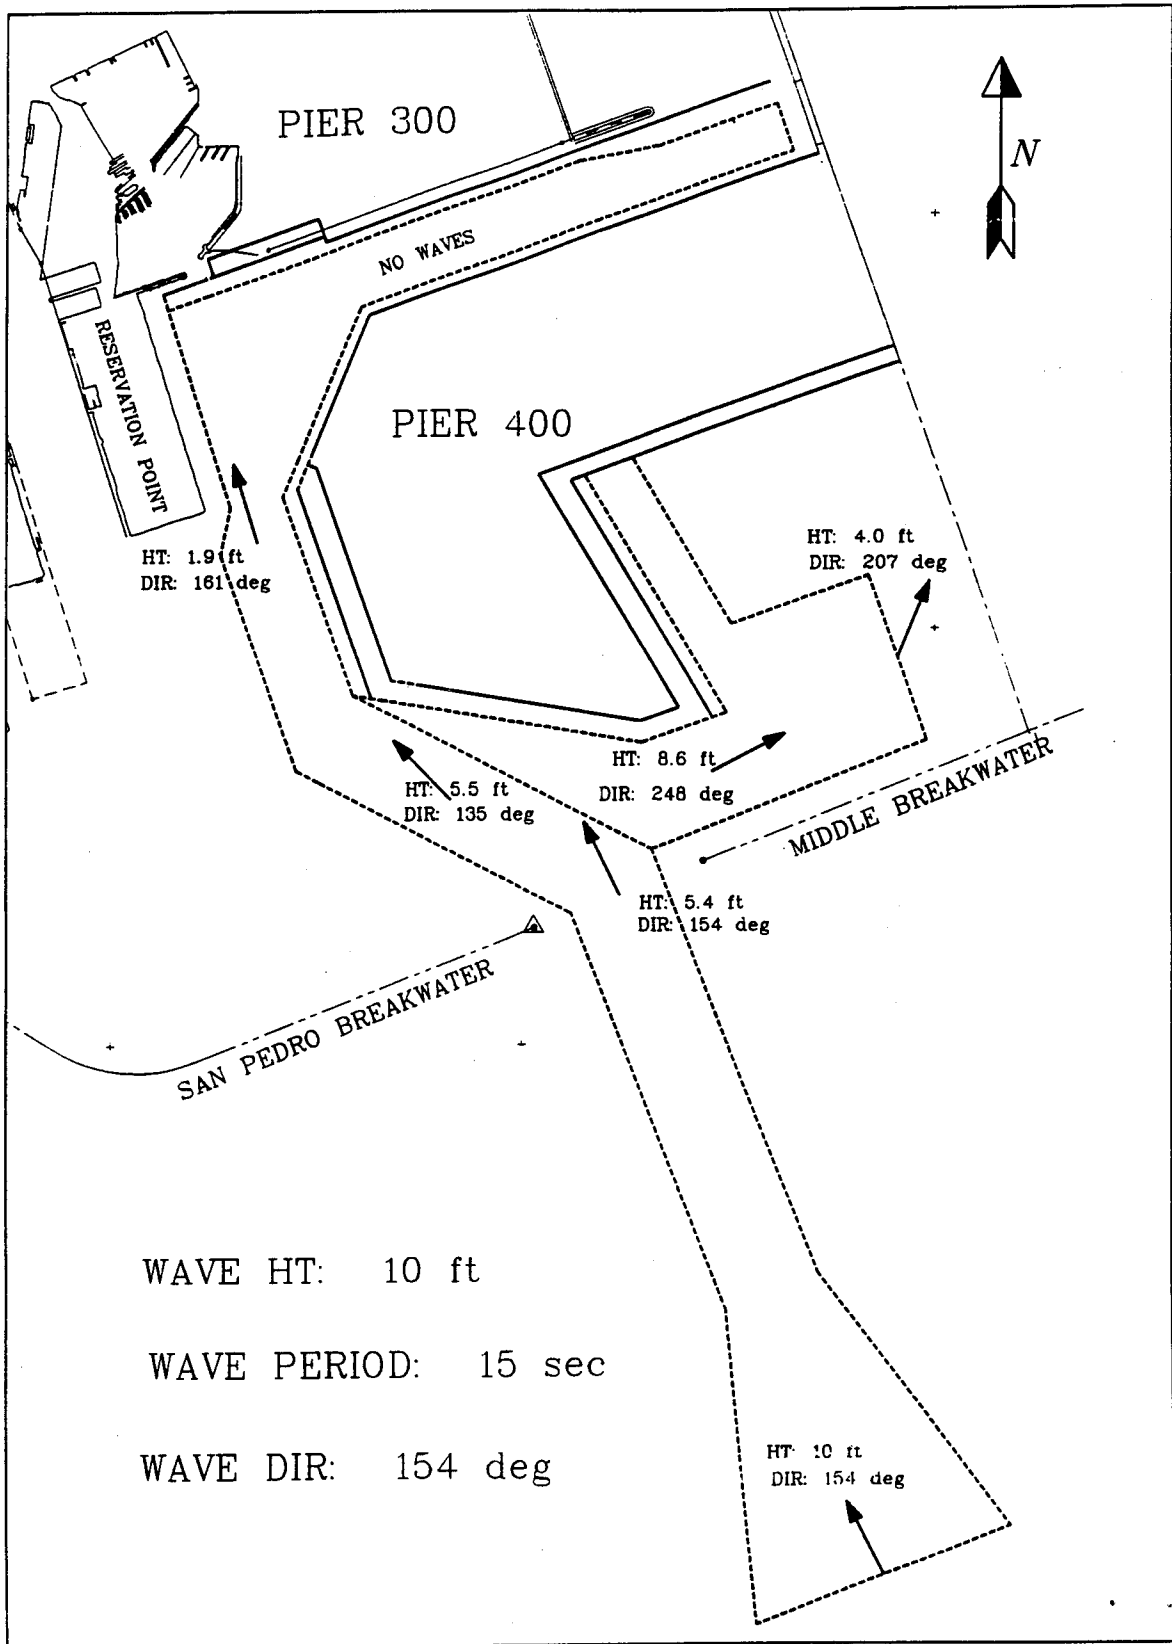 PIER 300
N
NO WAVES
RESERVATION POINT
PIER 400
HT: 1.9 ft
DIR: 161 deg
HT: 4.0 ft
DIR: 207 deg
HT: 8.6 ft
DIR: 248 deg
HT: 5.5 ft
DIR: 135 deg
MIDDLE BREAKWATER
HT: 5.4 ft
DIR: 154 deg
SAN PEDRO BREAKWATER
WAVE HT: 10 ft
WAVE PERIOD: 15 sec
WAVE DIR: 154 deg
HT: 10 ft
DIR: 154 deg